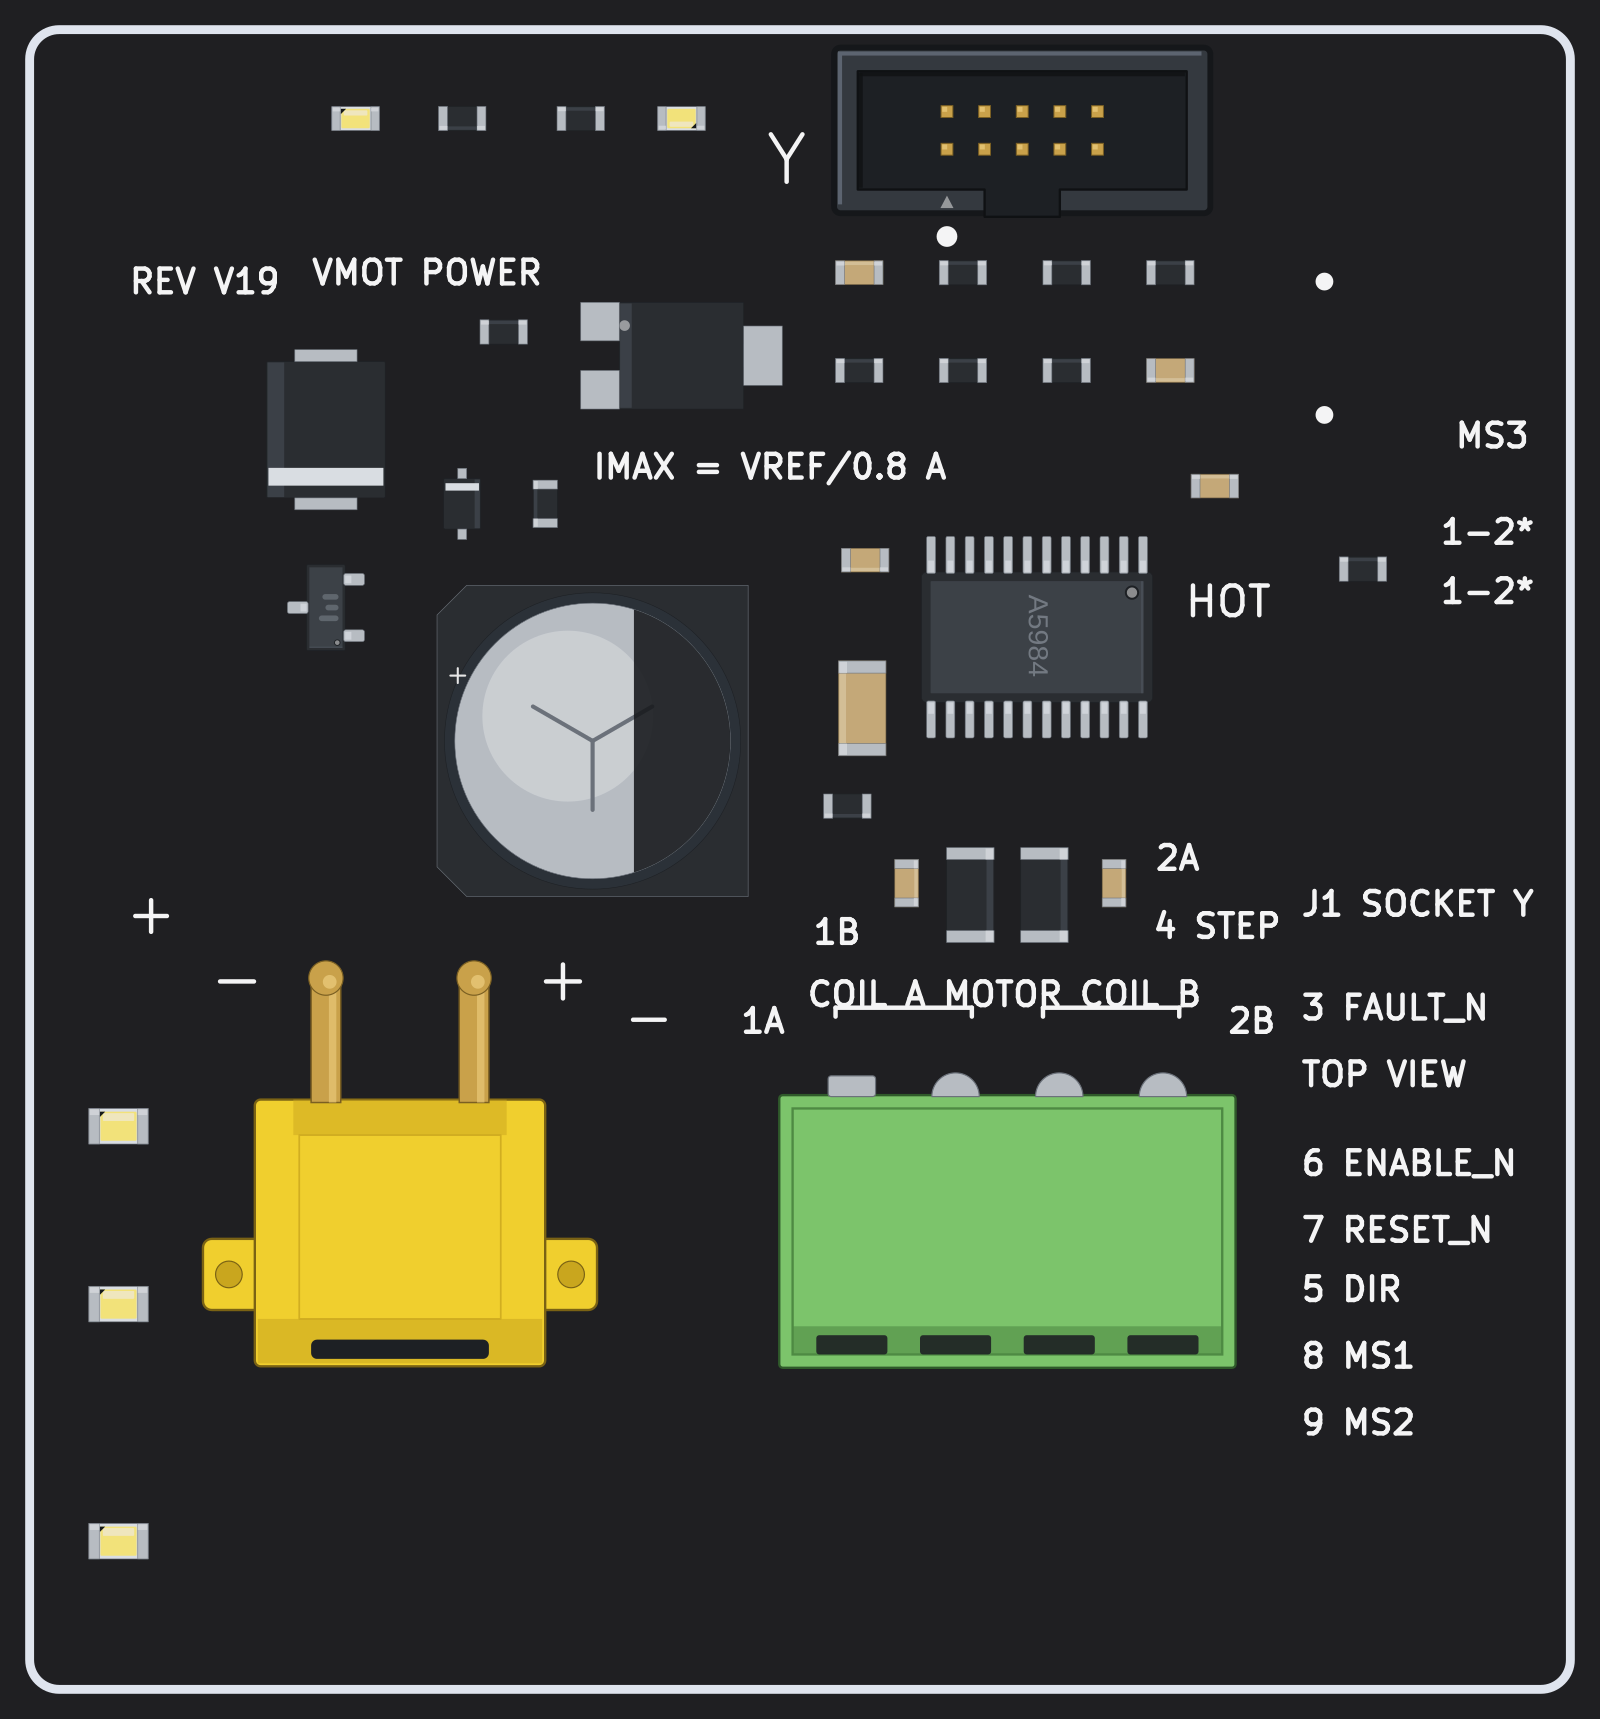 Y
REV V19
VMOT POWER
MS3
IMAX = VREF/0.8 A
1-2*
1-2*
HOT
A5984
+
2A
J1 SOCKET Y
4 STEP
1B
+
− +
COIL A MOTOR COIL B
−
1A
2B
3 FAULT_N
TOP VIEW
6 ENABLE_N
7 RESET_N
5 DIR
8 MS1
9 MS2